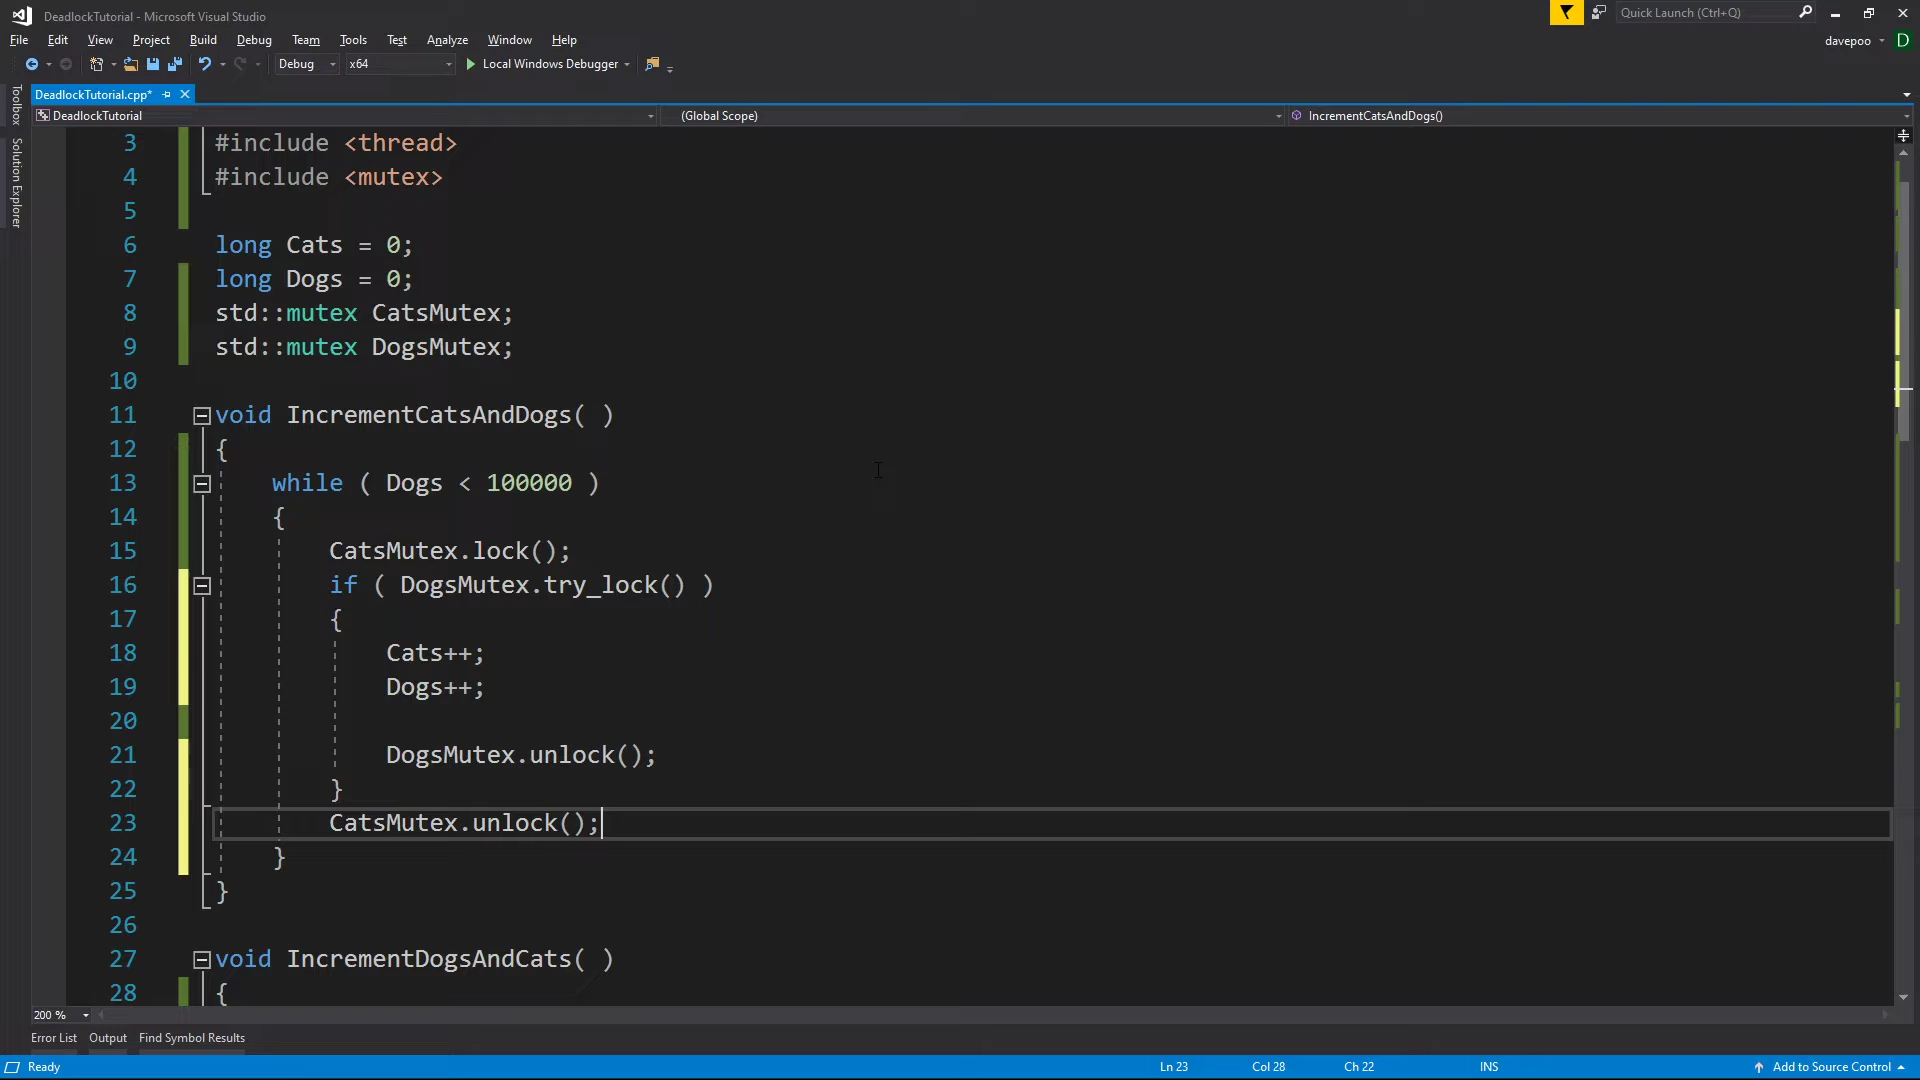 DeadlockTutorial - Microsoft Visual Studio
Quick Launch (Ctrl+Q)
File Edit View Project Build Debug Team Tools Test Analyze Window Help
davepoo D
Debug x64 Local Windows Debugger
Toolbox
Solution Explorer
DeadlockTutorial.cpp*
DeadlockTutorial (Global Scope) IncrementCatsAndDogs()
3 #include <thread>
4 #include <mutex>
5
6 long Cats = 0;
7 long Dogs = 0;
8 std::mutex CatsMutex;
9 std::mutex DogsMutex;
10
11 void IncrementCatsAndDogs( )
12 {
13 while ( Dogs < 100000 )
14 {
15 CatsMutex.lock();
16 if ( DogsMutex.try_lock() )
17 {
18 Cats++;
19 Dogs++;
20
21 DogsMutex.unlock();
22 }
23 CatsMutex.unlock();
24 }
25 }
26
27 void IncrementDogsAndCats( )
28 {
200 %
Error List Output Find Symbol Results
Ready Ln 23 Col 28 Ch 22 INS Add to Source Control